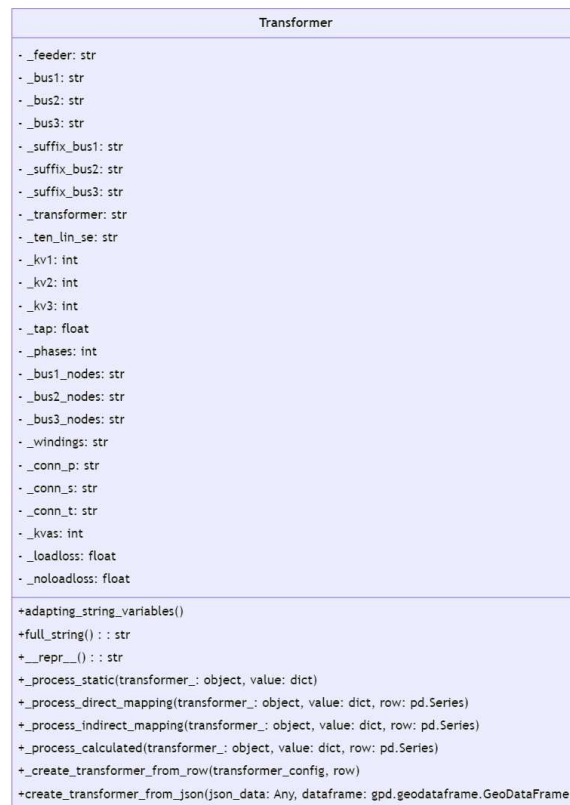 Transformer
- _feeder: str
- _bus1: str
- _bus2: str
- _bus3: str
- _suffix_bus1: str
- _suffix_bus2: str
- _suffix_bus3: str
- _transformer: str
- _ten_lin_se: str
- _kv1: int
- _kv2: int
- _kv3: int
- _tap: float
- _phases: int
- _bus1_nodes: str
- _bus2_nodes: str
- _bus3_nodes: str
- _windings: str
- _conn_p: str
- _conn_s: str
- _conn_t: str
- _kvas: int
- _loadloss: float
- _noloadloss: float
+adapting_string_variables()
+full_string() : : str
+__repr__() : : str
+_process_static(transformer_: object, value: dict)
+_process_direct_mapping(transformer_: object, value: dict, row: pd.Series)
+_process_indirect_mapping(transformer_: object, value: dict, row: pd.Series)
+_process_calculated(transformer_: object, value: dict, row: pd.Series)
+_create_transformer_from_row(transformer_config, row)
+create_transformer_from_json(json_data: Any, dataframe: gpd.geodataframe.GeoDataFrame